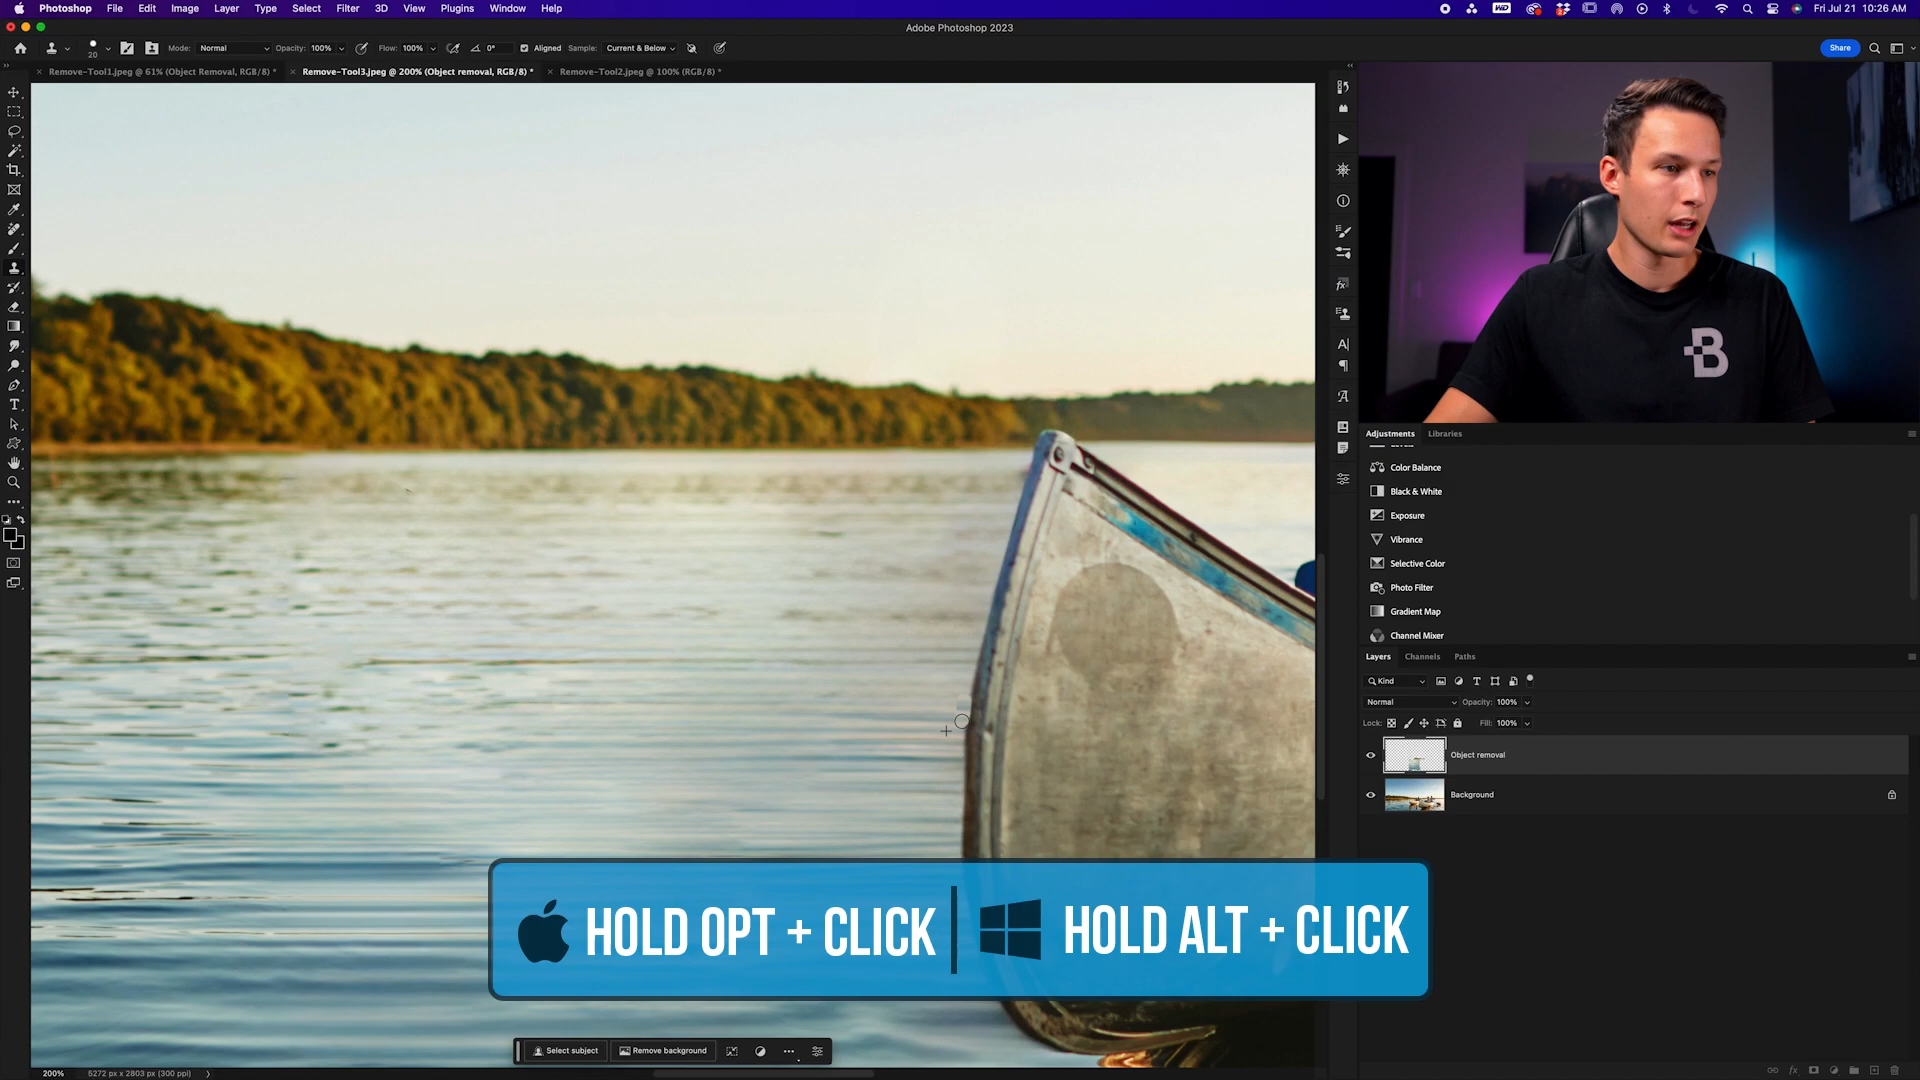 Photoshop File Edit Image Layer Type Select Filter 3D View Plugins Window Help
WD
Fri Jul 21 10:26 AM
Adobe Photoshop 2023
20
Mode: Normal Opacity: 100% Flow: 100% 0° Aligned Sample: Current & Below
Share
Remove-Tool1.jpeg @ 61% (Object Removal, RGB/8) *
Remove-Tool3.jpeg @ 200% (Object removal, RGB/8) *
Remove-Tool2.jpeg @ 100% (RGB/8) *
B
Adjustments Libraries
Color Balance
Black & White
Exposure
Vibrance
Selective Color
Photo Filter
Gradient Map
Channel Mixer
Layers Channels Paths
Kind
Normal Opacity: 100%
Lock: Fill: 100%
Object removal
Background
HOLD OPT + CLICK
HOLD ALT + CLICK
Select subject Remove background
200% 5272 px x 2803 px (300 ppi)